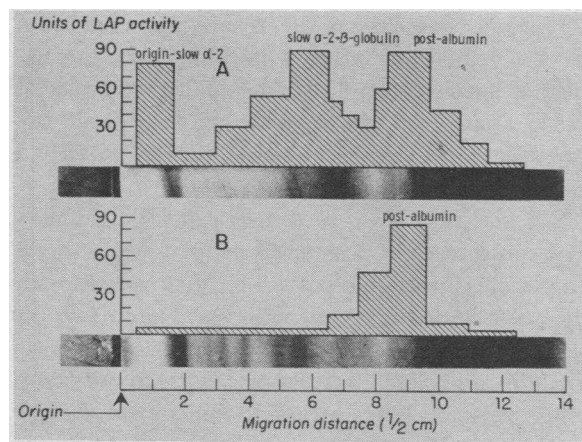 Units of LAP activity
90
60
30
origin-slow α-2
A
slow α-2+β-globulin
post-albumin
90
60
30
B
post-albumin
Origin
2 4 6 8 10 12 14
Migration distance (1/2 cm)